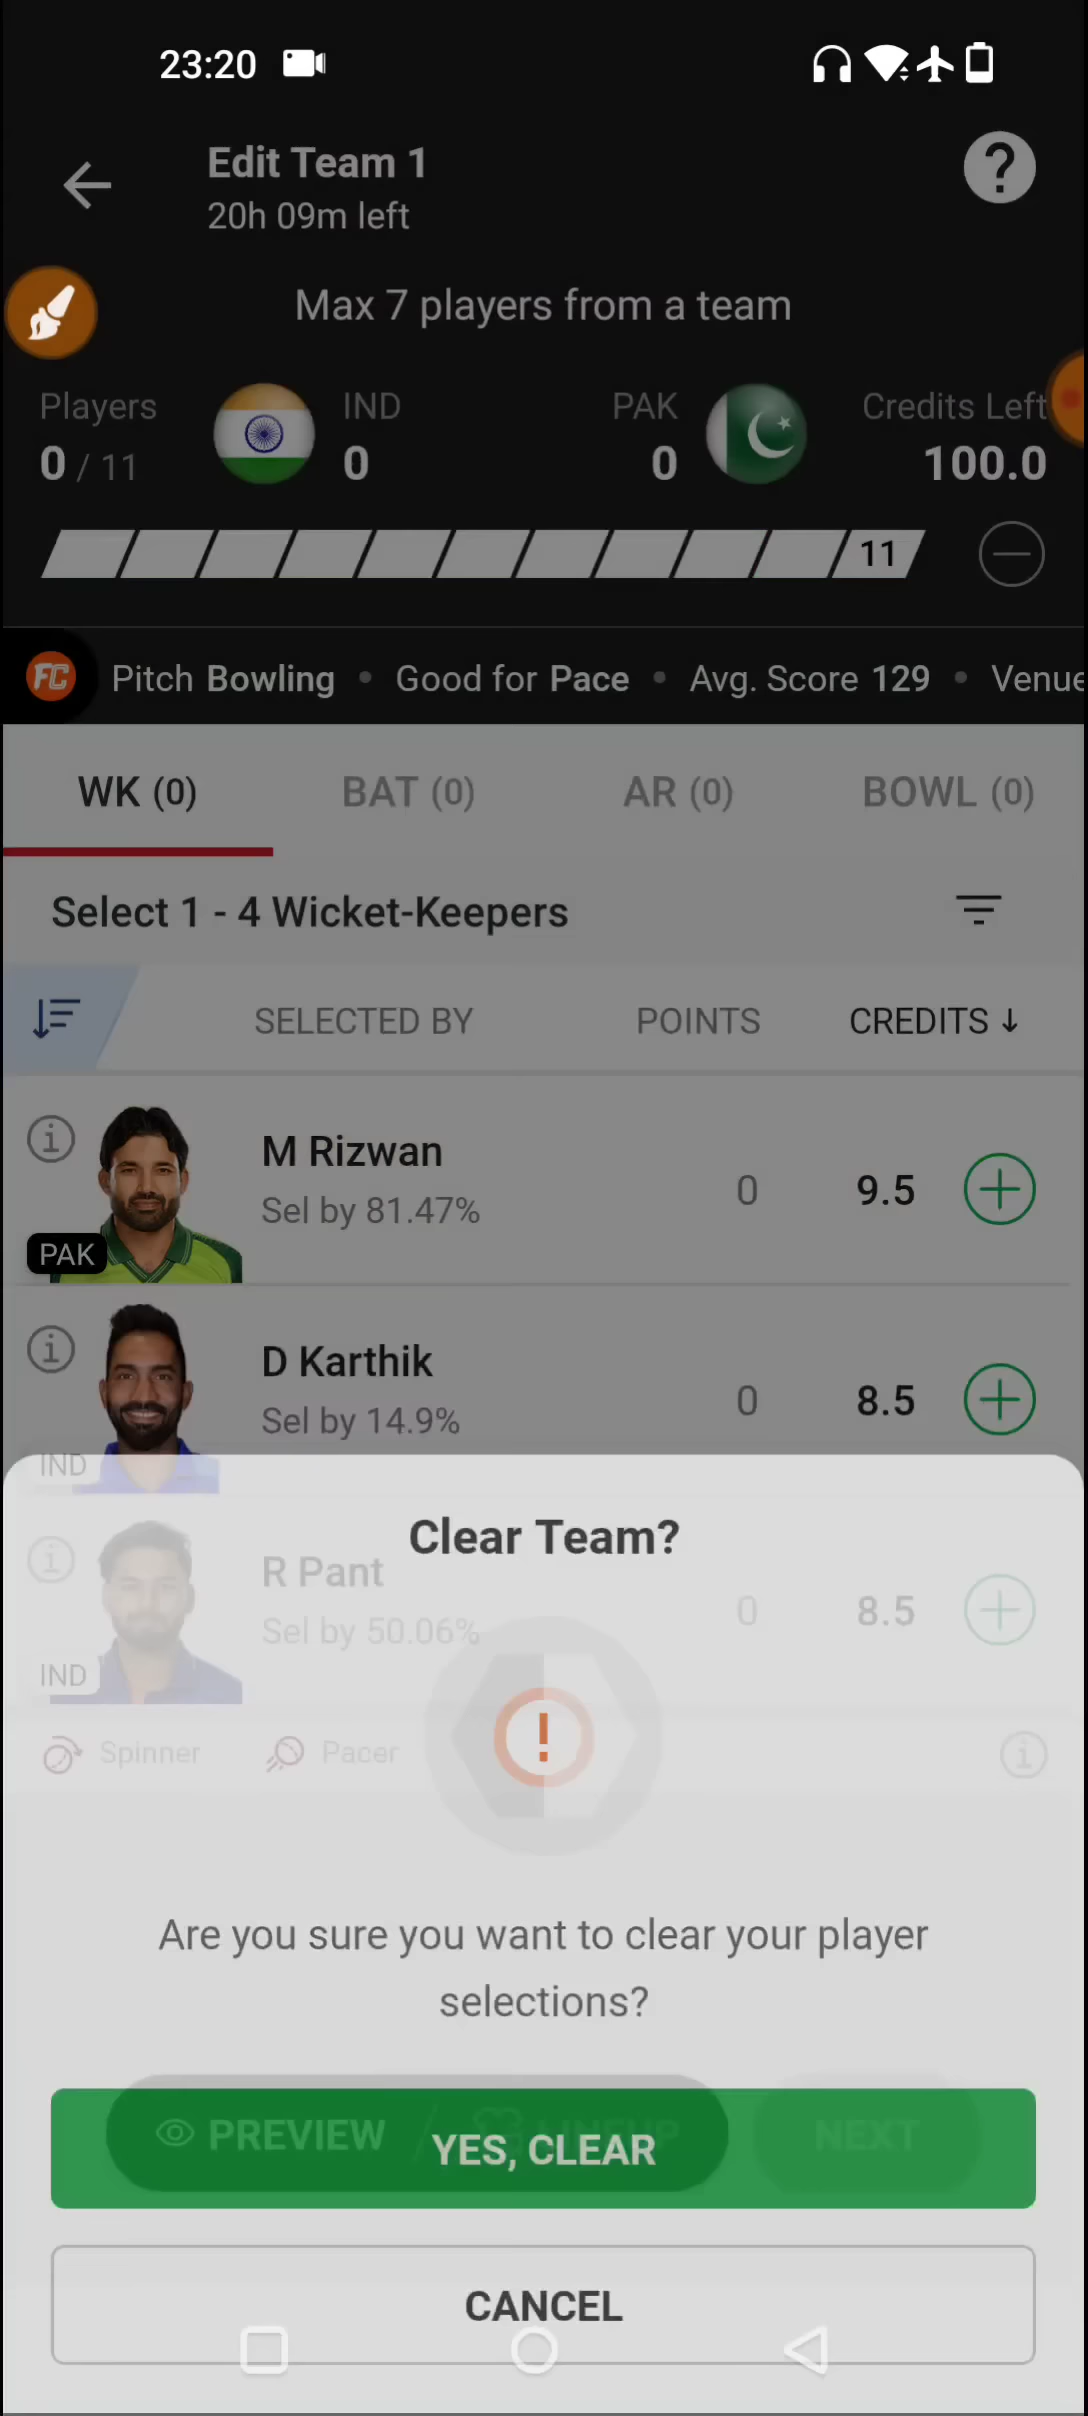 23:20
Edit Team 1
20h 09m left
Max 7 players from a team
Players IND PAK Credits Left
0 / 11 0 0 100.0
11
FC Pitch Bowling • Good for Pace • Avg. Score 129 • Venue
WK (0) BAT (0) AR (0) BOWL (0)
Select 1 - 4 Wicket-Keepers
SELECTED BY POINTS CREDITS ↓
M Rizwan
Sel by 81.47% 0 9.5
PAK
D Karthik
Sel by 14.9% 0 8.5
IND
Clear Team?
R Pant
Sel by 50.06% 0 8.5
IND
Spinner Pacer
Are you sure you want to clear your player
selections?
PREVIEW / LINEUP NEXT
YES, CLEAR
CANCEL